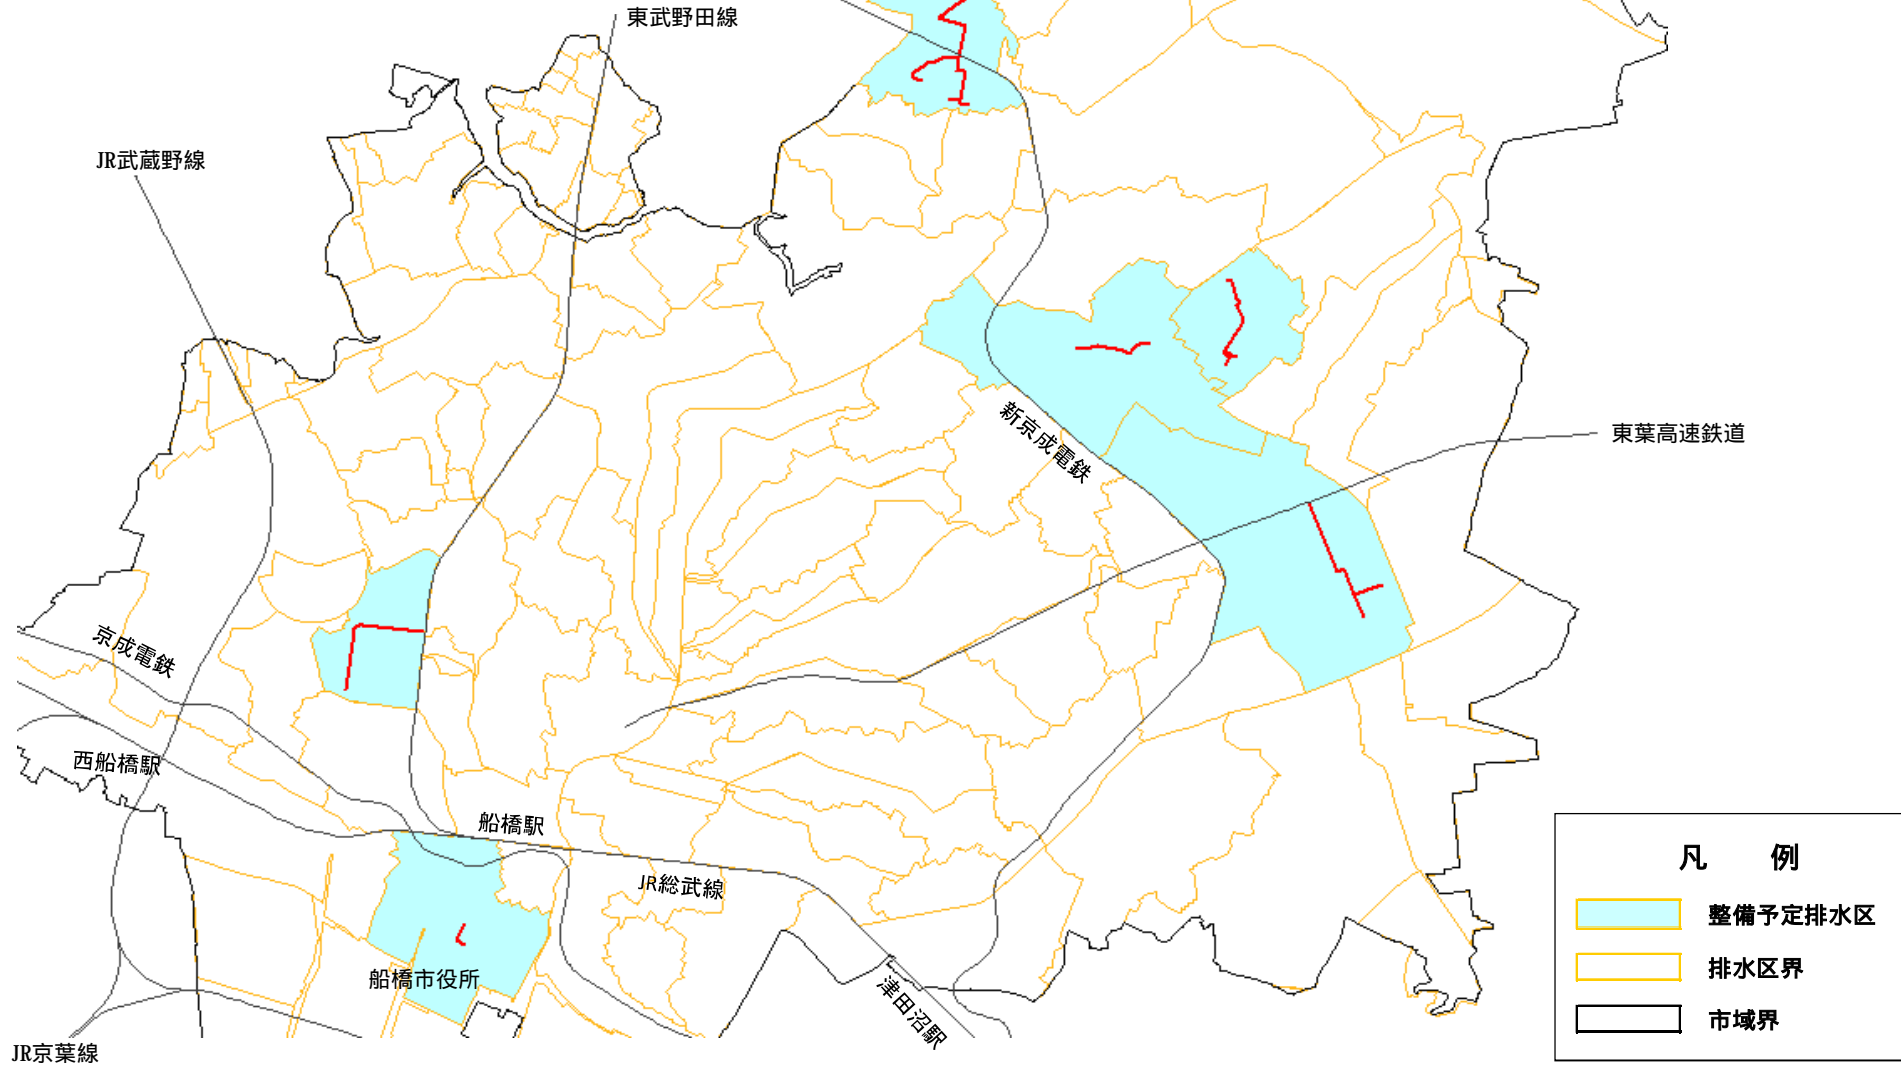 東武野田線
JR武蔵野線
新京成電鉄
東葉高速鉄道
京成電鉄
西船橋駅
船橋駅
JR総武線
船橋市役所
津田沼駅
JR京葉線
凡　例
整備予定排水区
排水区界
市域界